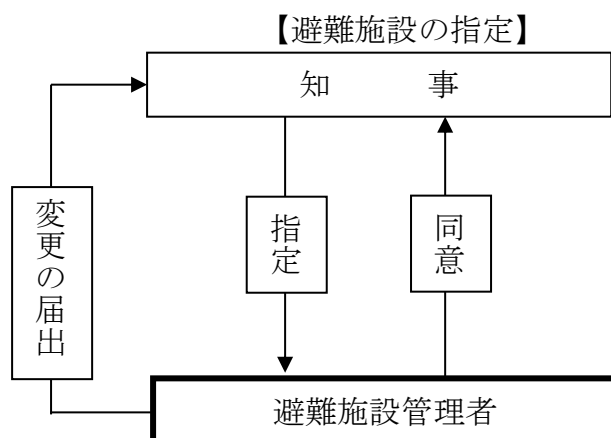 【避難施設の指定】
知　　　事
変更の届出
指定
同意
避難施設管理者